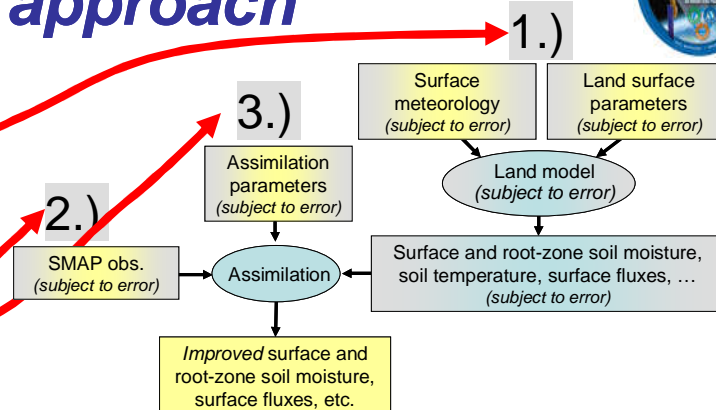 approach
1.)
Surface
meteorology
(subject to error)
Land surface
parameters
(subject to error)
3.)
Assimilation
parameters
(subject to error)
Land model
(subject to error)
2.)
SMAP obs.
(subject to error)
Assimilation
Surface and root-zone soil moisture,
soil temperature, surface fluxes, …
(subject to error)
Improved surface and
root-zone soil moisture,
surface fluxes, etc.